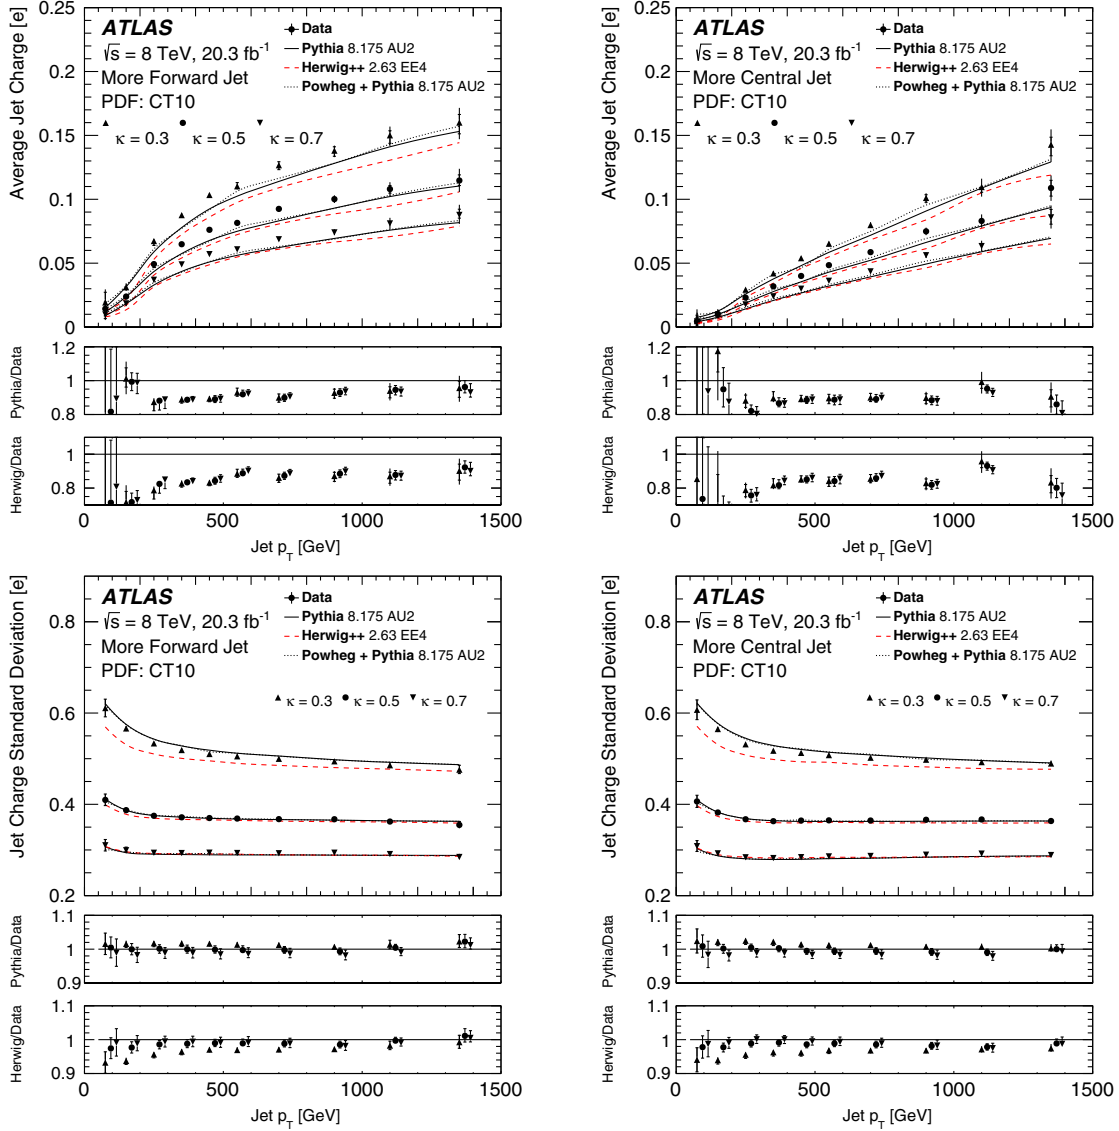 Average Jet Charge [e]
0.25
0.2
0.15
0.1
0.05
0
ATLAS
√s = 8 TeV, 20.3 fb-1
More Forward Jet
PDF: CT10
Data
Pythia 8.175 AU2
Herwig++ 2.63 EE4
Powheg + Pythia 8.175 AU2
κ = 0.3 κ = 0.5 κ = 0.7
Pythia/Data
1.2
1
0.8
Herwig/Data
1
0.8
0 500 1000 1500
Jet pT [GeV]
Average Jet Charge [e]
0.25
0.2
0.15
0.1
0.05
0
ATLAS
√s = 8 TeV, 20.3 fb-1
More Central Jet
PDF: CT10
Data
Pythia 8.175 AU2
Herwig++ 2.63 EE4
Powheg + Pythia 8.175 AU2
κ = 0.3 κ = 0.5 κ = 0.7
Pythia/Data
1.2
1
0.8
Herwig/Data
1
0.8
0 500 1000 1500
Jet pT [GeV]
Jet Charge Standard Deviation [e]
0.8
0.6
0.4
0.2
ATLAS
√s = 8 TeV, 20.3 fb-1
More Forward Jet
PDF: CT10
Data
Pythia 8.175 AU2
Herwig++ 2.63 EE4
Powheg + Pythia 8.175 AU2
κ = 0.3 κ = 0.5 κ = 0.7
Pythia/Data
1.1
1
0.9
Herwig/Data
1.1
1
0.9
0 500 1000 1500
Jet pT [GeV]
Jet Charge Standard Deviation [e]
0.8
0.6
0.4
0.2
ATLAS
√s = 8 TeV, 20.3 fb-1
More Central Jet
PDF: CT10
Data
Pythia 8.175 AU2
Herwig++ 2.63 EE4
Powheg + Pythia 8.175 AU2
κ = 0.3 κ = 0.5 κ = 0.7
Pythia/Data
1.1
1
0.9
Herwig/Data
1.1
1
0.9
0 500 1000 1500
Jet pT [GeV]